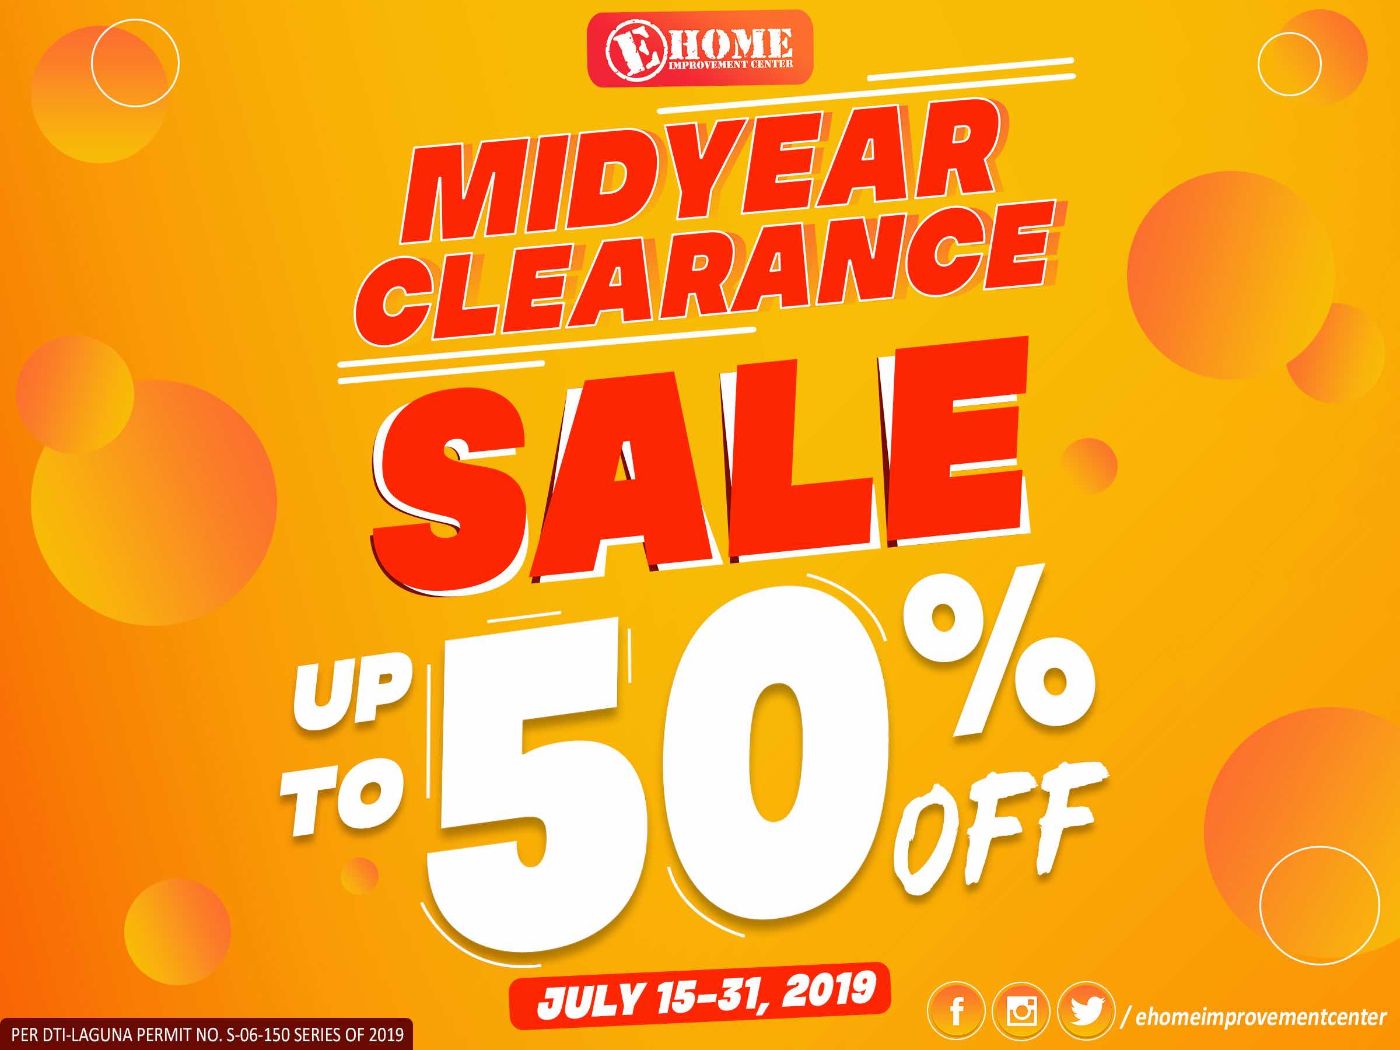 E HOME
IMPROVEMENT CENTER
MIDYEAR
CLEARANCE
SALE
UP
TO
50%
OFF
JULY 15-31, 2019
PER DTI-LAGUNA PERMIT NO. S-06-150 SERIES OF 2019
/ ehomeimprovementcenter